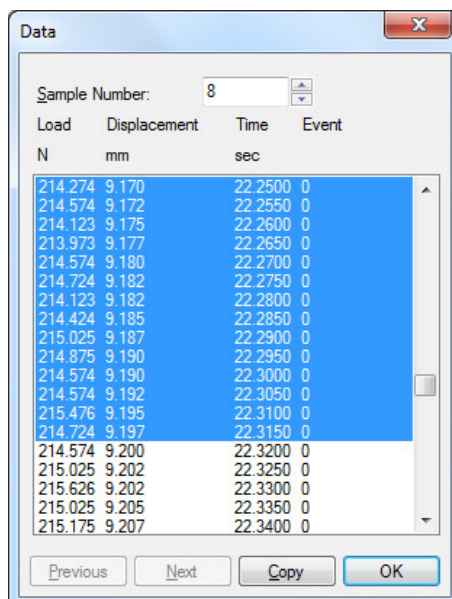 Data
Sample Number: 8
Load Displacement Time Event
N mm sec
214.274 9.170 22.2500 0
214.574 9.172 22.2550 0
214.123 9.175 22.2600 0
213.973 9.177 22.2650 0
214.574 9.180 22.2700 0
214.724 9.182 22.2750 0
214.123 9.182 22.2800 0
214.424 9.185 22.2850 0
215.025 9.187 22.2900 0
214.875 9.190 22.2950 0
214.574 9.190 22.3000 0
214.574 9.192 22.3050 0
215.476 9.195 22.3100 0
214.724 9.197 22.3150 0
214.574 9.200 22.3200 0
215.025 9.202 22.3250 0
215.626 9.202 22.3300 0
215.025 9.205 22.3350 0
215.175 9.207 22.3400 0
Previous Next Copy OK